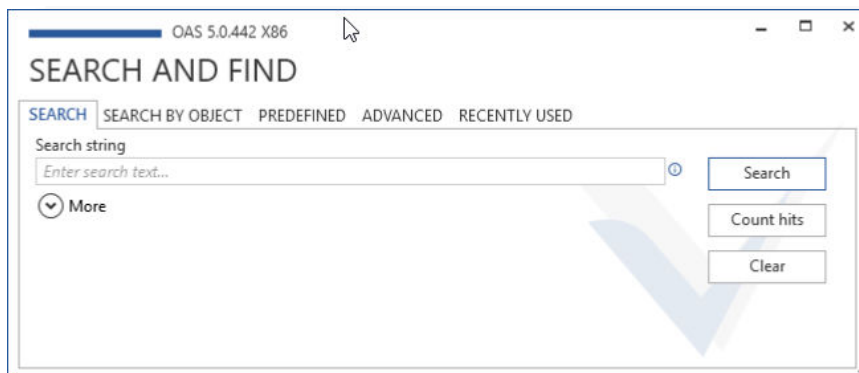 OAS 5.0.442 X86
SEARCH AND FIND
SEARCH SEARCH BY OBJECT PREDEFINED ADVANCED RECENTLY USED
Search string
Enter search text...
Search
More
Count hits
Clear